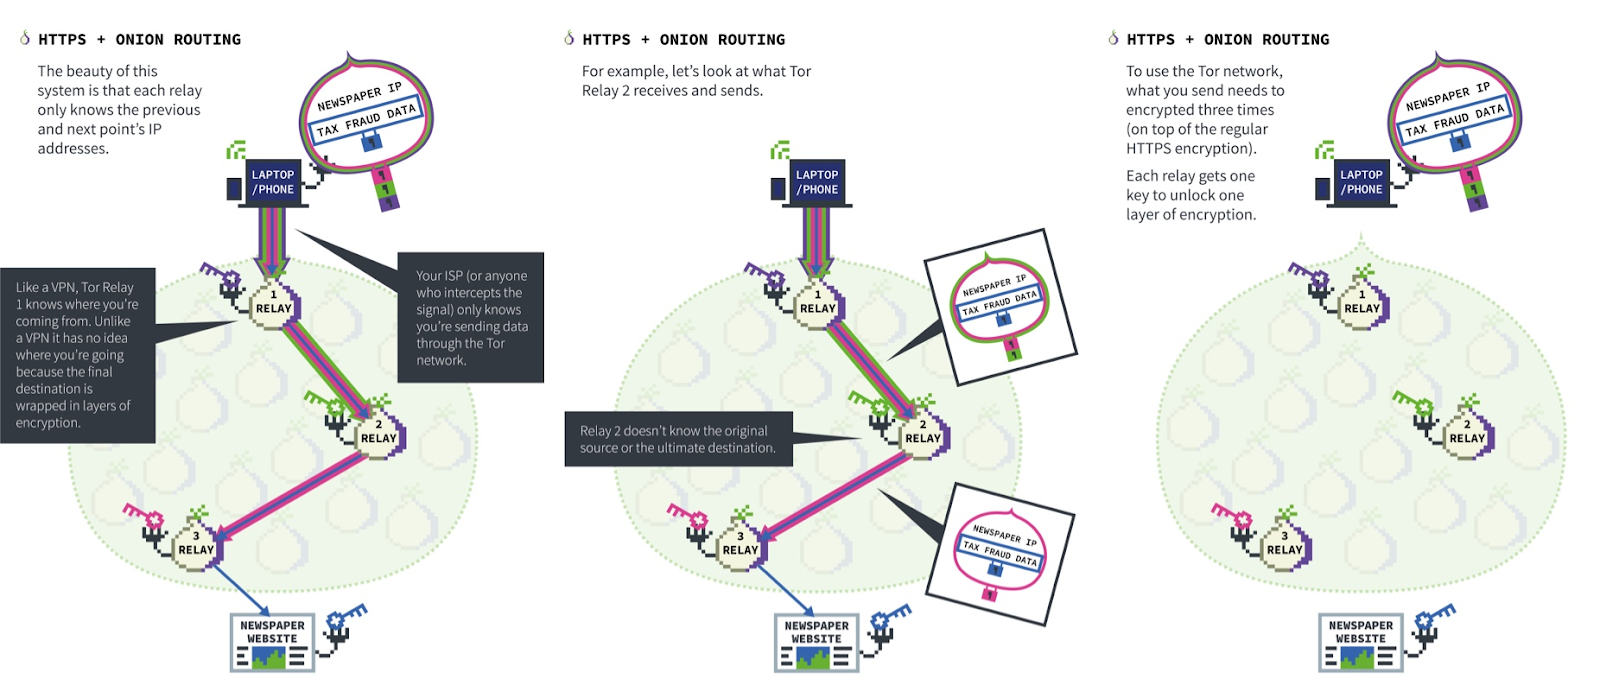 HTTPS + ONION ROUTING
The beauty of this
system is that each relay
only knows the previous
and next point's IP
addresses.
NEWSPAPER IP
TAX FRAUD DATA
LAPTOP
/PHONE
Your ISP (or anyone
who intercepts the
signal) only knows
you're sending data
through the Tor
network.
Like a VPN, Tor Relay
1 knows where you're
coming from. Unlike
a VPN it has no idea
where you're going
because the final
destination is
wrapped in layers of
encryption.
1
RELAY
2
RELAY
3
RELAY
NEWSPAPER
WEBSITE
HTTPS + ONION ROUTING
For example, let's look at what Tor
Relay 2 receives and sends.
LAPTOP
/PHONE
1
RELAY
NEWSPAPER IP
TAX FRAUD DATA
Relay 2 doesn't know the original
source or the ultimate destination.
2
RELAY
3
RELAY
NEWSPAPER IP
TAX FRAUD DATA
NEWSPAPER
WEBSITE
HTTPS + ONION ROUTING
To use the Tor network,
what you send needs to
encrypted three times
(on top of the regular
HTTPS encryption).
Each relay gets one
key to unlock one
layer of encryption.
NEWSPAPER IP
TAX FRAUD DATA
LAPTOP
/PHONE
1
RELAY
2
RELAY
3
RELAY
NEWSPAPER
WEBSITE